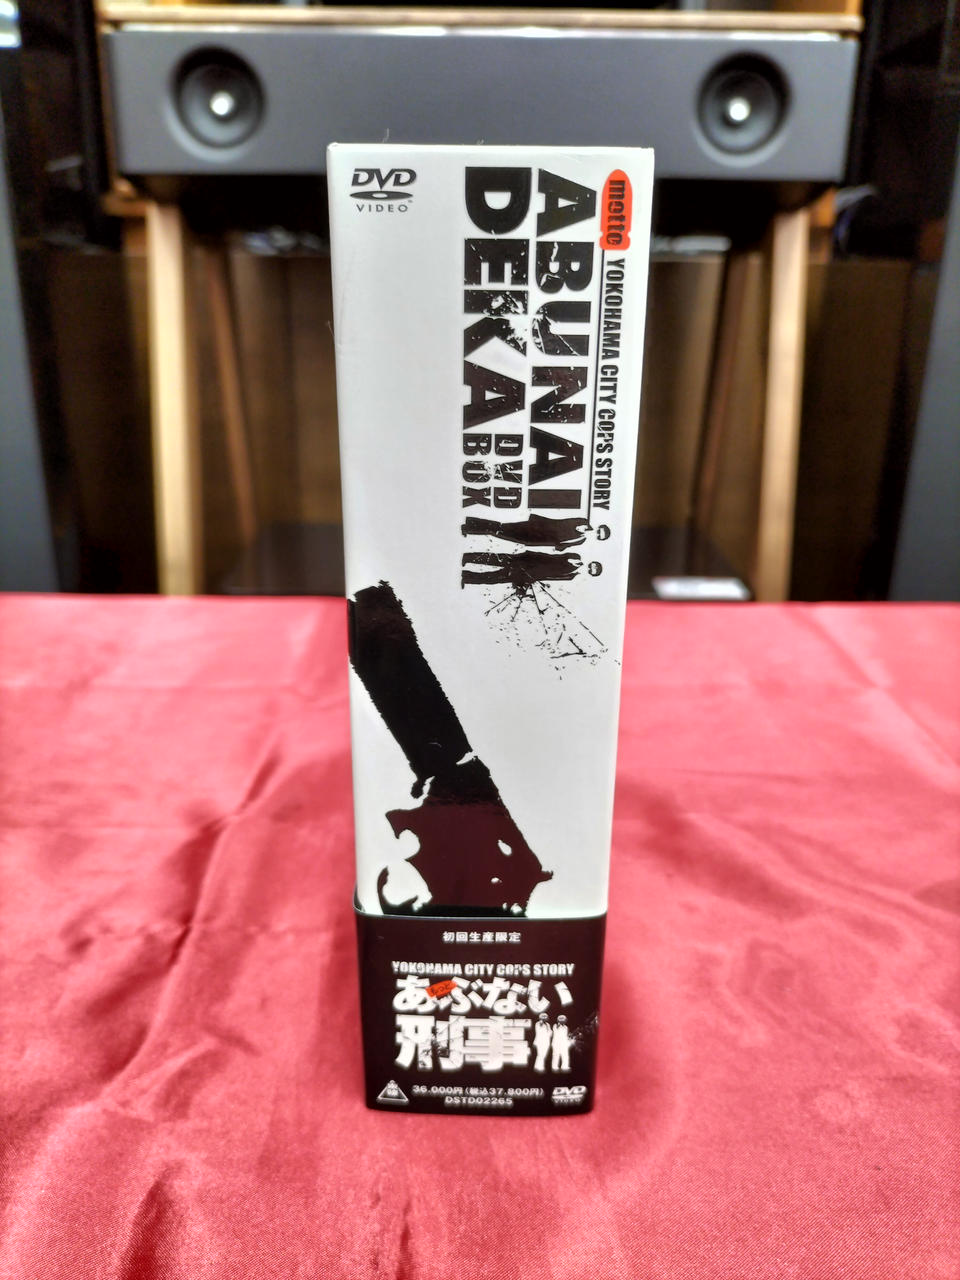 DVD
VIDEO
motto YOKOHAMA CITY COPS STORY
ABUNAI
DEKA
DVD
BOX
初回生産限定
YOKOHAMA CITY COPS STORY
もっと
あぶない
刑事
36,000円(税込37,800円)
DSTD02265
DVD
VIDEO